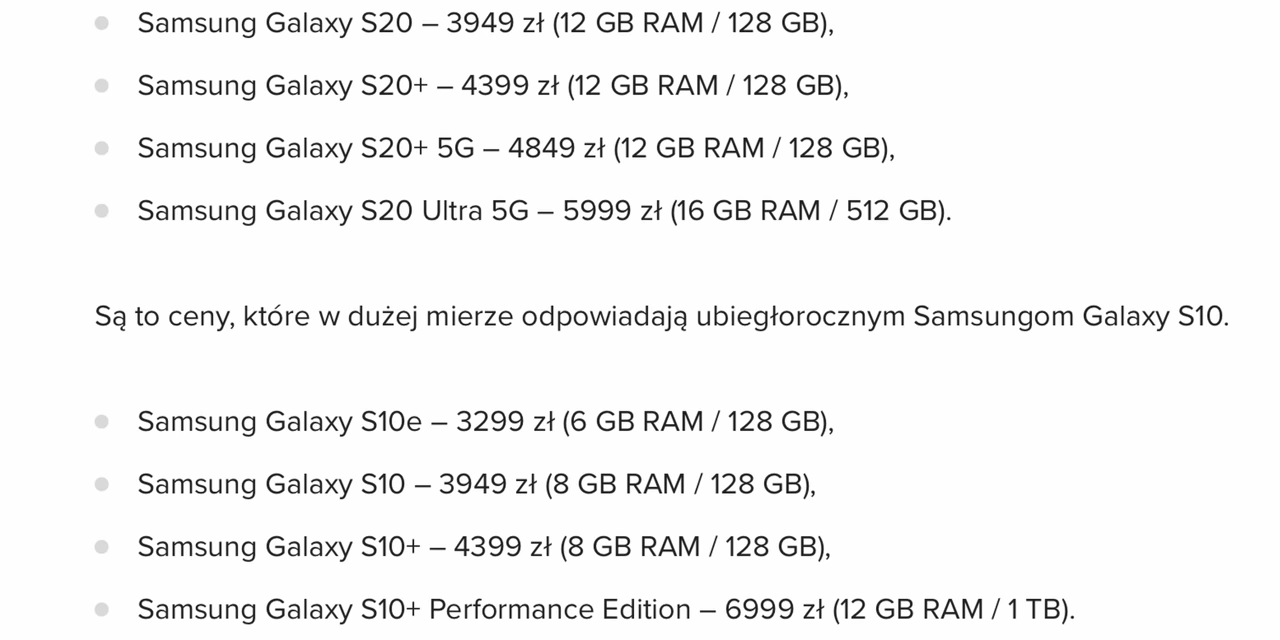 Samsung Galaxy S20 – 3949 zł (12 GB RAM / 128 GB),
Samsung Galaxy S20+ – 4399 zł (12 GB RAM / 128 GB),
Samsung Galaxy S20+ 5G – 4849 zł (12 GB RAM / 128 GB),
Samsung Galaxy S20 Ultra 5G – 5999 zł (16 GB RAM / 512 GB).
Są to ceny, które w dużej mierze odpowiadają ubiegłorocznym Samsungom Galaxy S10.
Samsung Galaxy S10e – 3299 zł (6 GB RAM / 128 GB),
Samsung Galaxy S10 – 3949 zł (8 GB RAM / 128 GB),
Samsung Galaxy S10+ – 4399 zł (8 GB RAM / 128 GB),
Samsung Galaxy S10+ Performance Edition – 6999 zł (12 GB RAM / 1 TB).